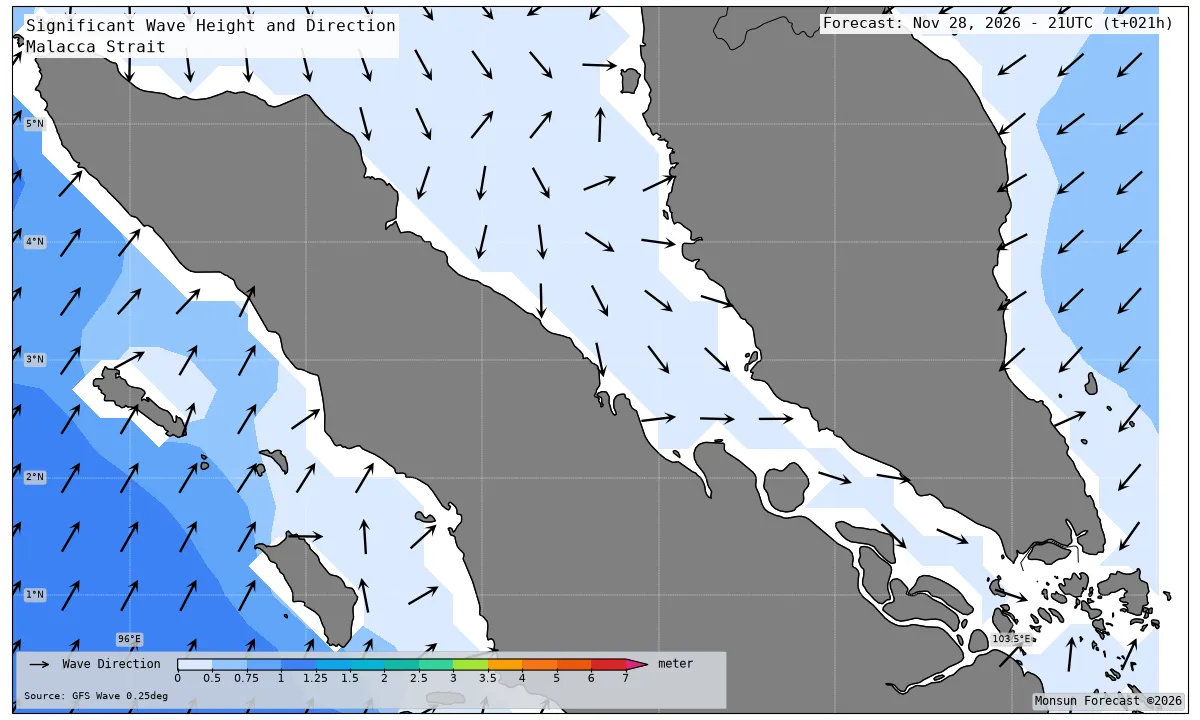 Significant Wave Height and Direction
Malacca Strait
Forecast: Nov 28, 2026 - 21UTC (t+021h)
5°N
4°N
3°N
2°N
1°N
96°E
103.5°E
Wave Direction
meter
0 0.5 0.75 1 1.25 1.5 2 2.5 3 3.5 4 5 6 7
Source: GFS Wave 0.25deg
Monsun Forecast ©2026